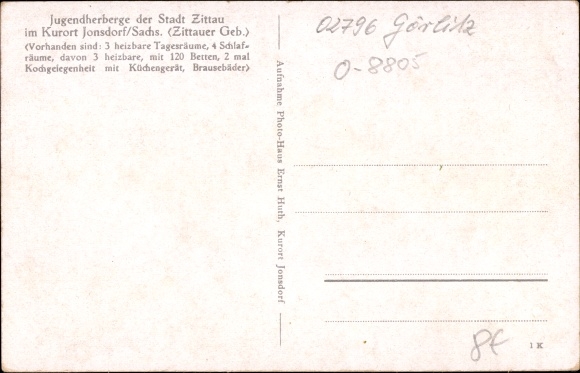 Jugendherberge der Stadt Zittau
im Kurort Jonsdorf/Sachs. (Zittauer Geb.)
(Vorhanden sind: 3 heizbare Tagesräume, 4 Schlaf-
räume, davon 3 heizbare, mit 120 Betten, 2 mal
Kochgelegenheit mit Küchengerät, Brausebäder)
Aufnahme Photo-Haus Ernst Huth, Kurort Jonsdorf
02796 Görlitz
O-8805
8€
1 K